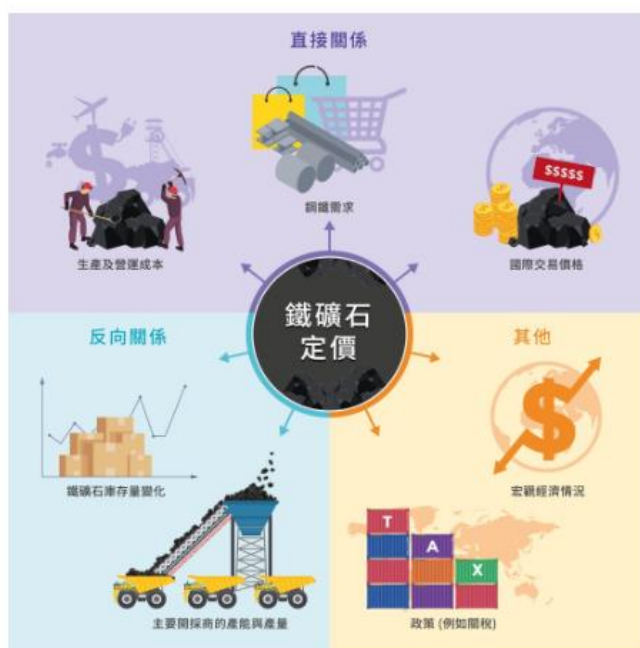 直接關係
鋼鐵需求
生產及營運成本
$$$$$
國際交易價格
鐵礦石
定價
反向關係
其他
鐵礦石庫存量變化
宏觀經濟情況
T
A
X
主要開採商的產能與產量
政策 (例如關稅)